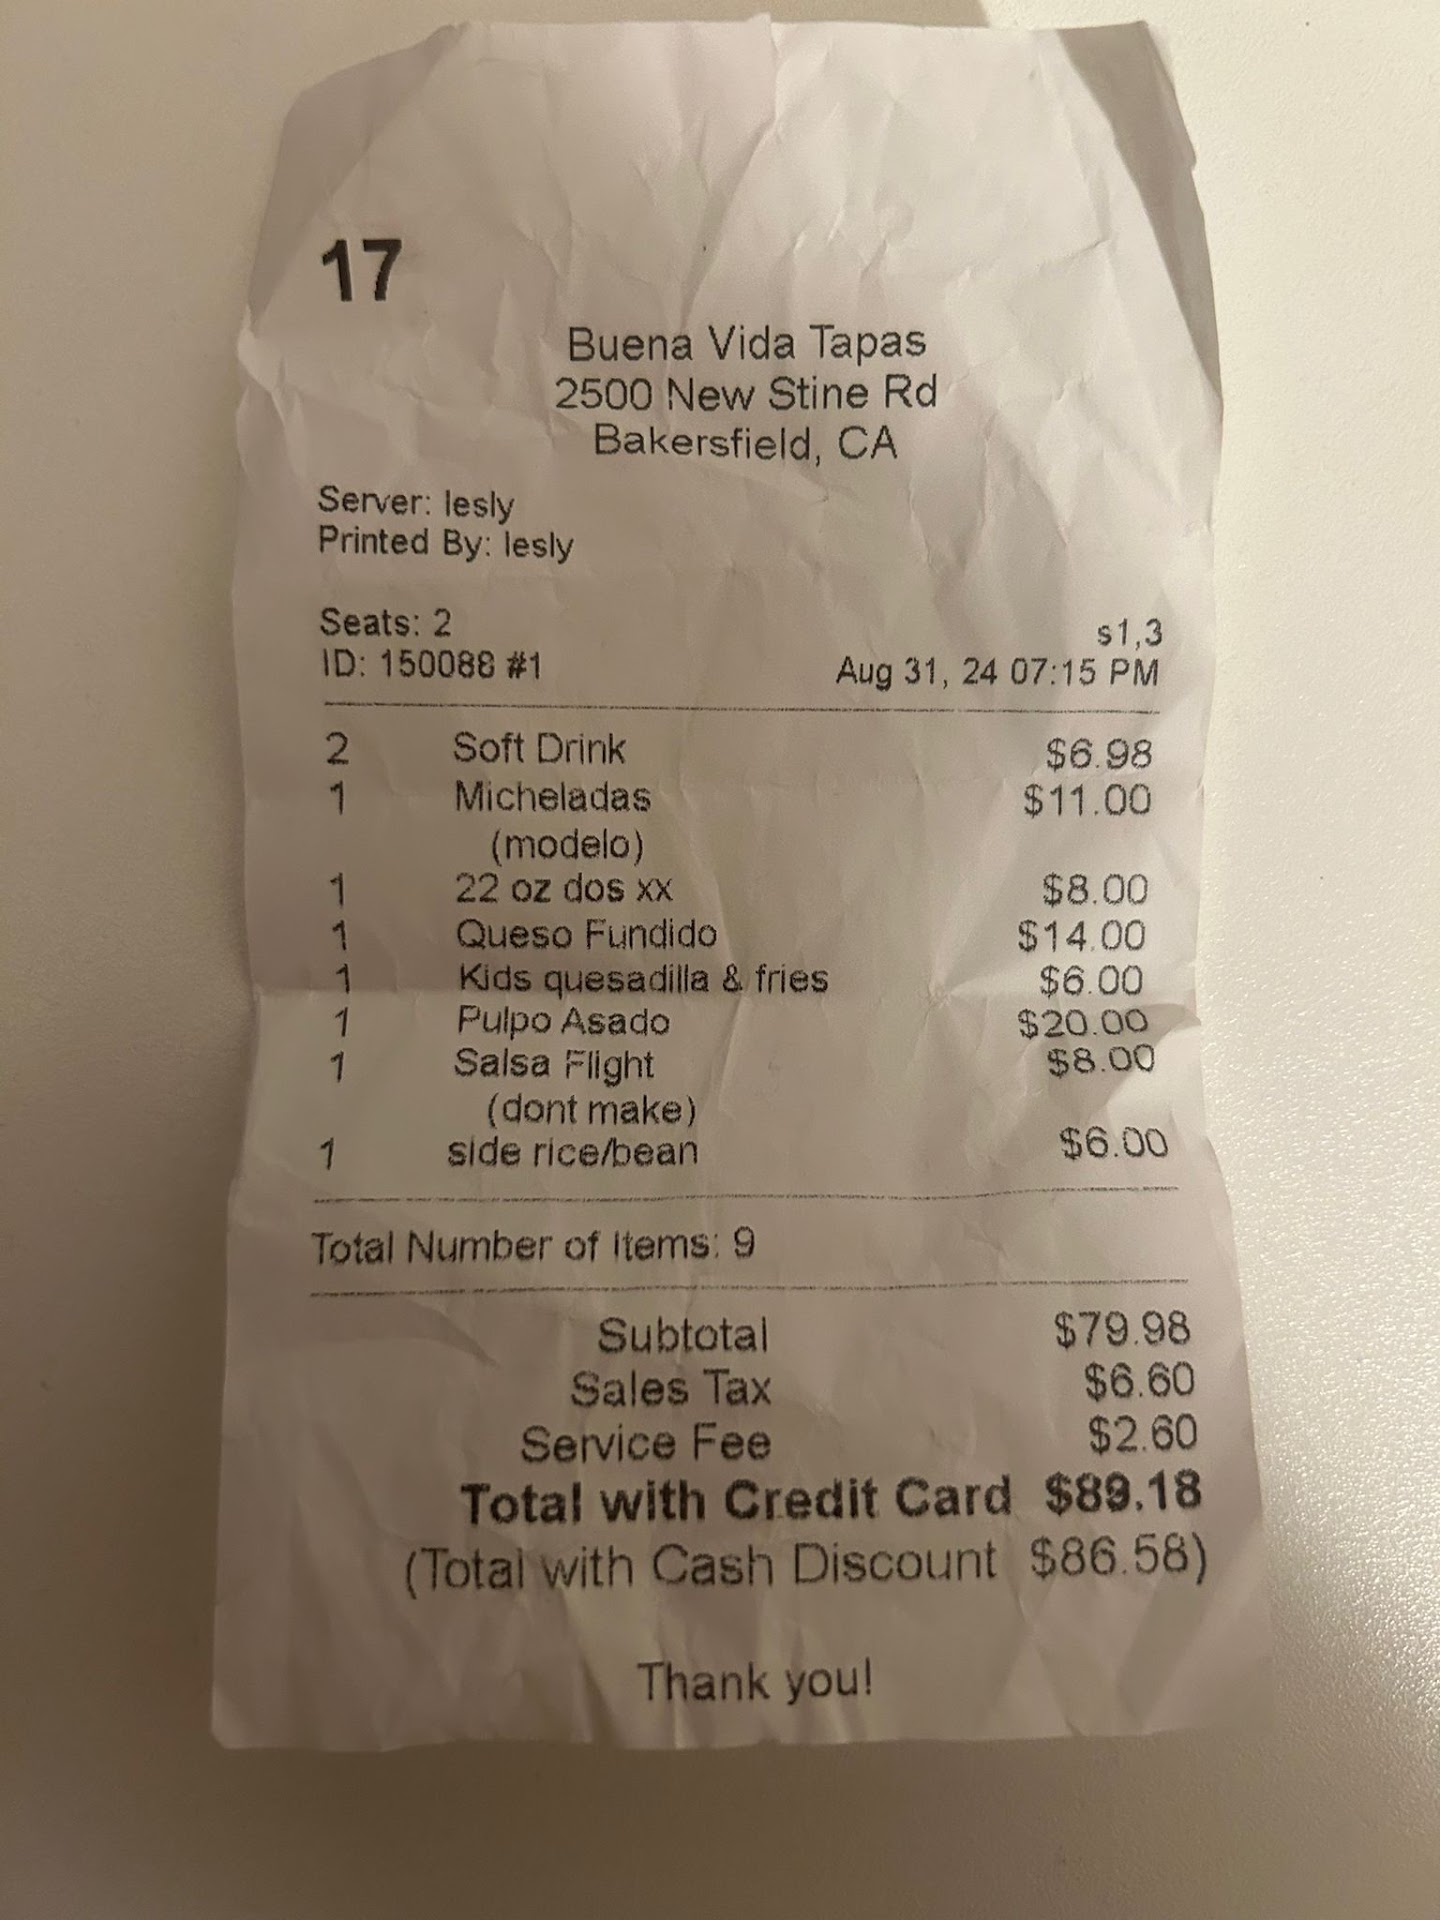 17
Buena Vida Tapas
2500 New Stine Rd
Bakersfield, CA
Server: lesly
Printed By: lesly
Seats: 2 s1,3
ID: 150088 #1 Aug 31, 24 07:15 PM
2 Soft Drink $6.98
1 Micheladas $11.00
(modelo)
1 22 oz dos xx $8.00
1 Queso Fundido $14.00
1 Kids quesadilla & fries $6.00
1 Pulpo Asado $20.00
1 Salsa Flight $8.00
(dont make)
1 side rice/bean $6.00
Total Number of Items: 9
Subtotal $79.98
Sales Tax $6.60
Service Fee $2.60
Total with Credit Card $89.18
(Total with Cash Discount $86.58)
Thank you!